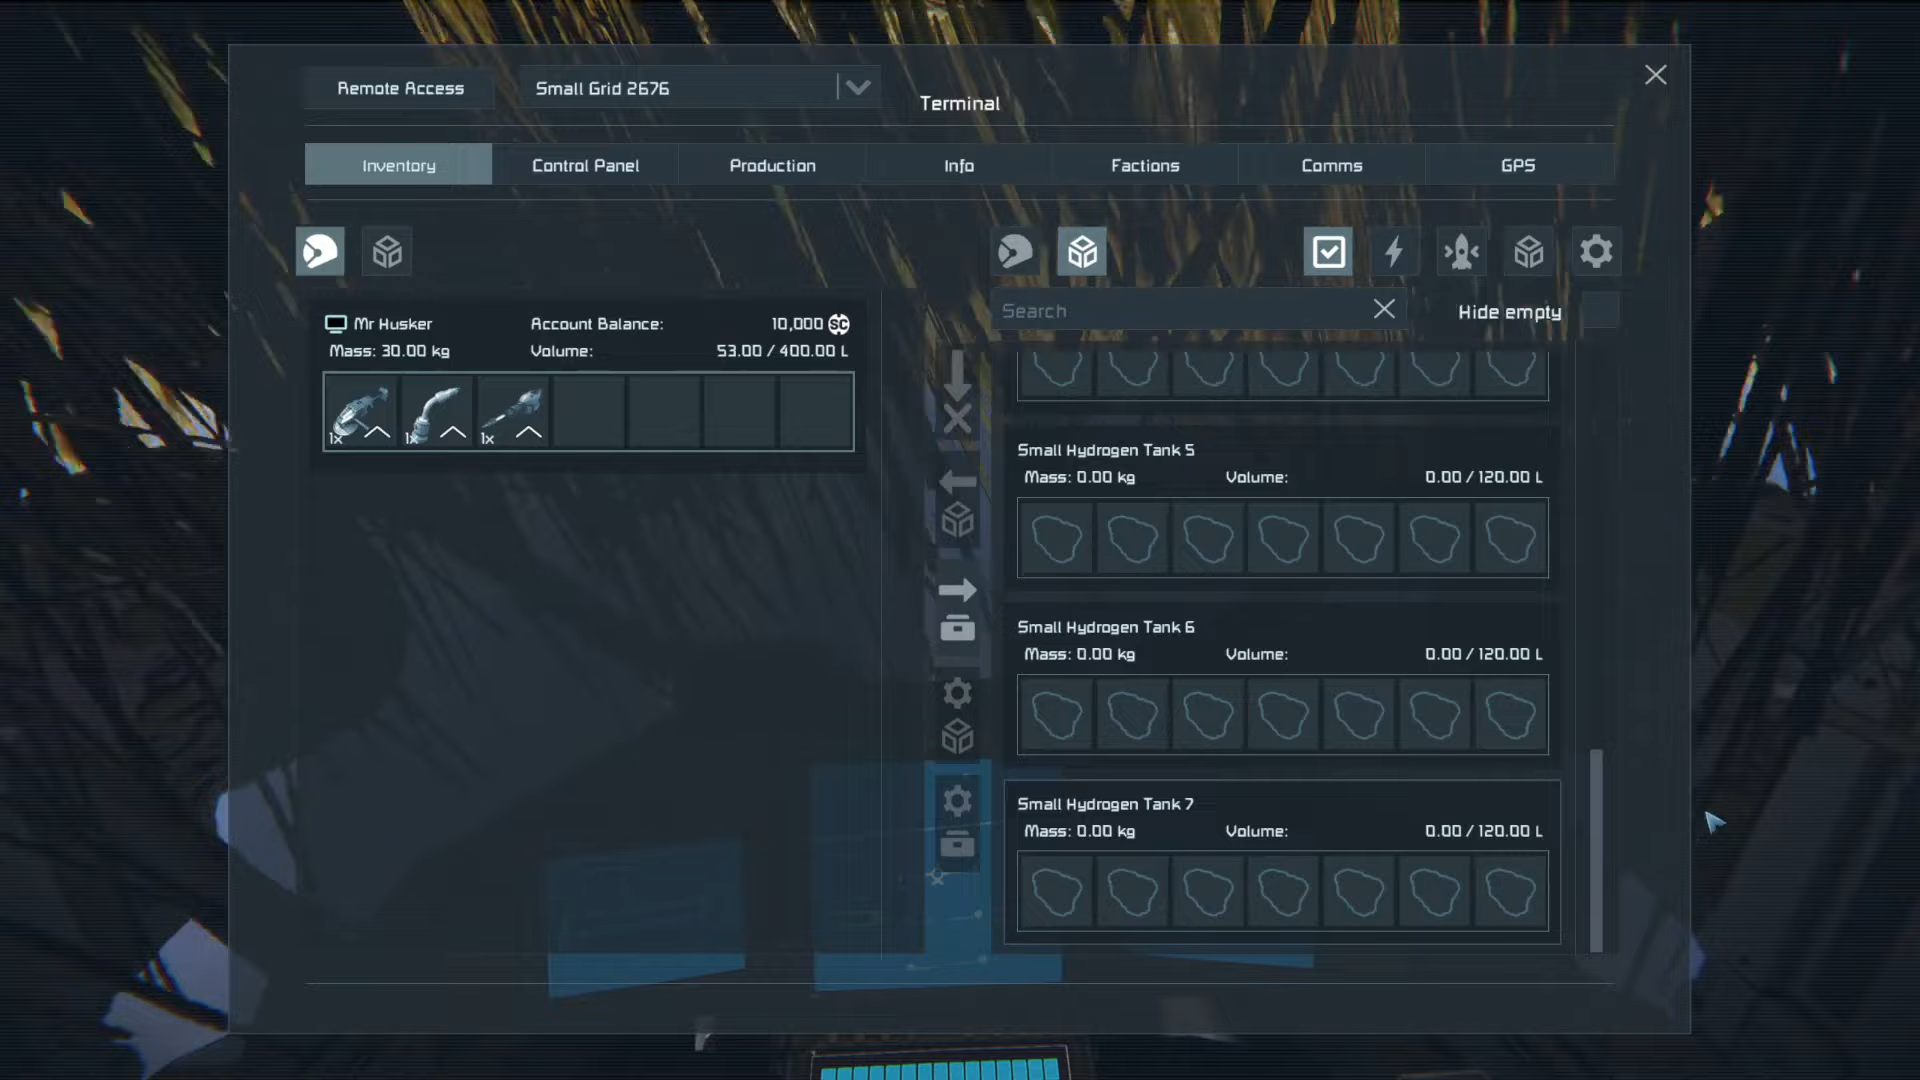 Remote Access
Small Grid 2676
Terminal
Inventory
Control Panel
Production
Info
Factions
Comms
GPS
Search
Hide empty
Mr Husker
Account Balance:
10,000 SC
Mass: 30.00 kg
Volume:
53.00 / 400.00 L
1x
1x
1x
Small Hydrogen Tank 5
Mass: 0.00 kg
Volume:
0.00 / 120.00 L
Small Hydrogen Tank 6
Mass: 0.00 kg
Volume:
0.00 / 120.00 L
Small Hydrogen Tank 7
Mass: 0.00 kg
Volume:
0.00 / 120.00 L